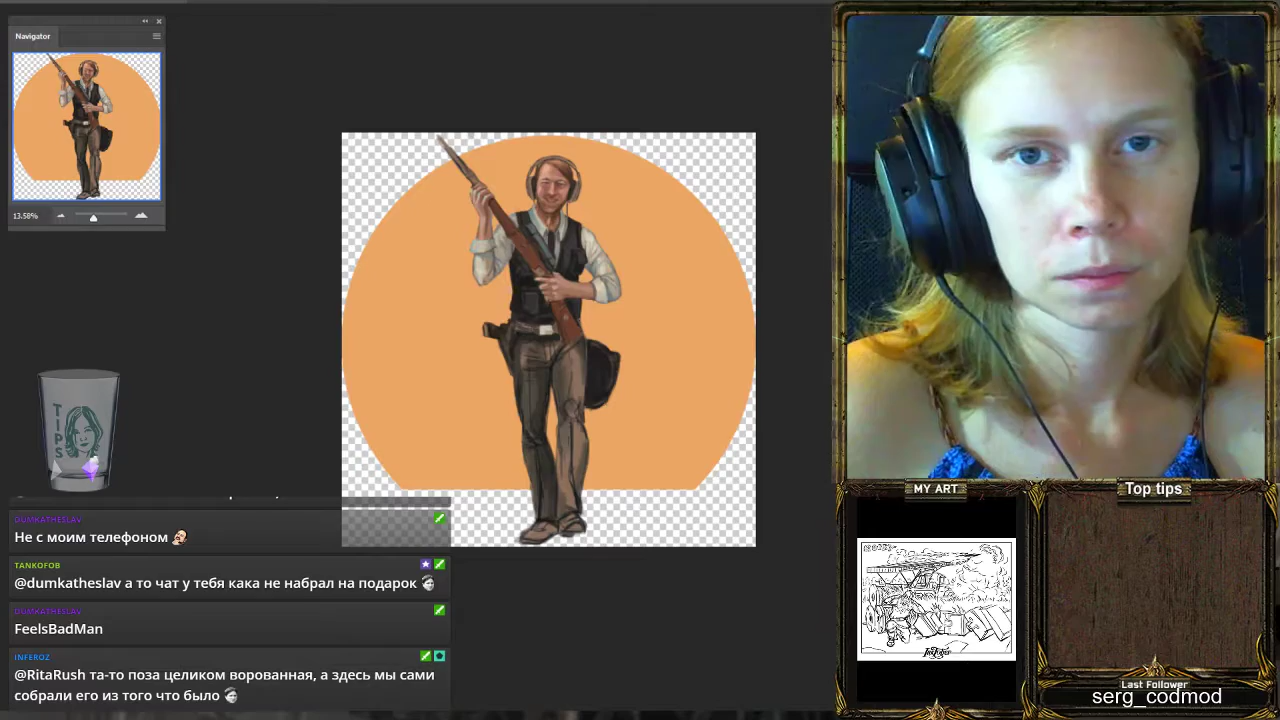 Navigator
13.58%
TIPS
DUMKATHESLAV
Не с моим телефоном
TANKOFOB
@dumkatheslav а то чат у тебя кака не набрал на подарок
DUMKATHESLAV
FeelsBadMan
INFEROZ
@RitaRush та-то поза целиком ворованная, а здесь мы сами
собрали его из того что было
MY ART
Top tips
Last Follower
serg_codmod